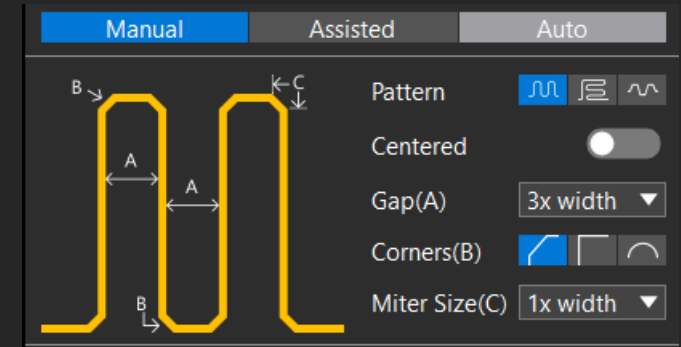 Manual Assisted Auto
B C Pattern
Centered
A
A Gap(A) 3x width
Corners(B)
B Miter Size(C) 1x width